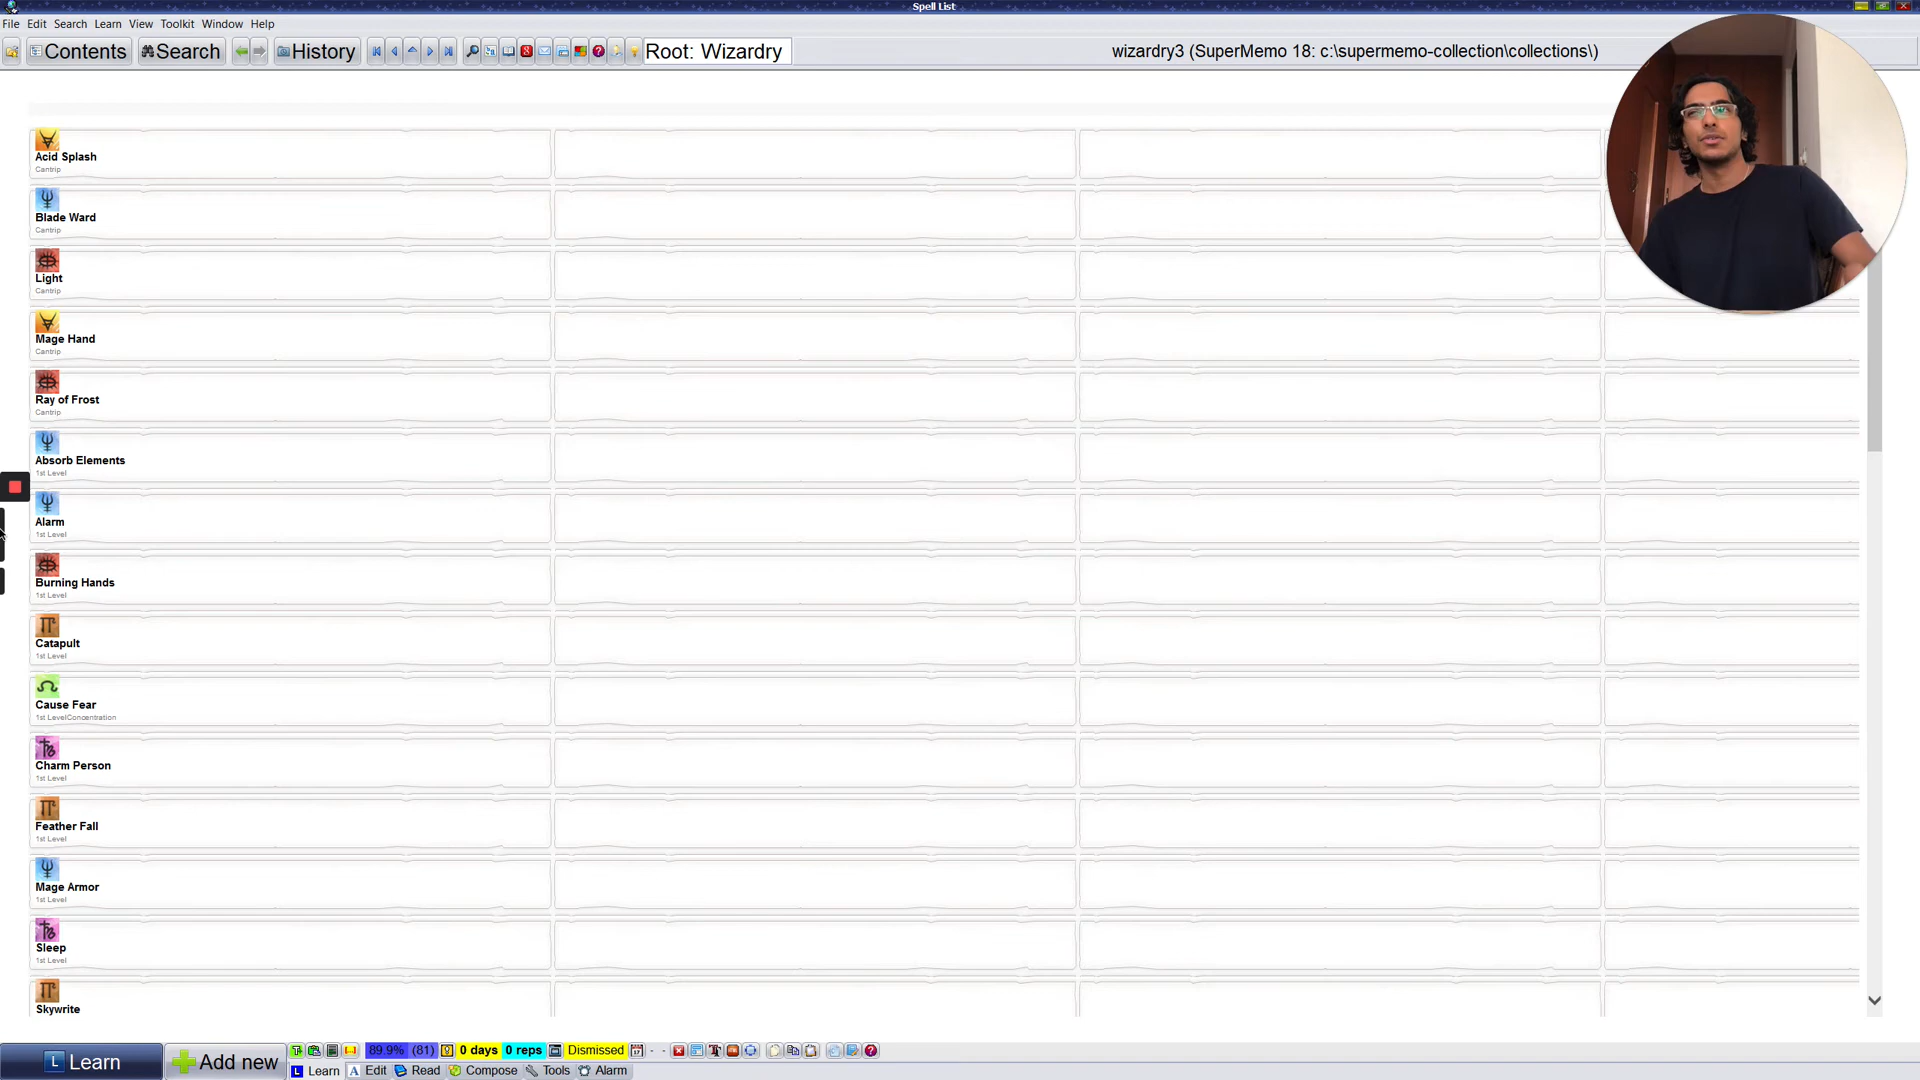 Spell List
File Edit Search Learn View Toolkit Window Help
Contents Search History Root: Wizardry wizardry3 (SuperMemo 18: c:\supermemo-collection\collections\)
Acid Splash
Cantrip
Blade Ward
Cantrip
Light
Cantrip
Mage Hand
Cantrip
Ray of Frost
Cantrip
Absorb Elements
1st Level
Alarm
1st Level
Burning Hands
1st Level
Catapult
1st Level
Cause Fear
1st LevelConcentration
Charm Person
1st Level
Feather Fall
1st Level
Mage Armor
1st Level
Sleep
1st Level
Skywrite
L Learn Add new 89.9% (81) 0 days 0 reps Dismissed - -
L Learn A Edit Read Compose Tools Alarm